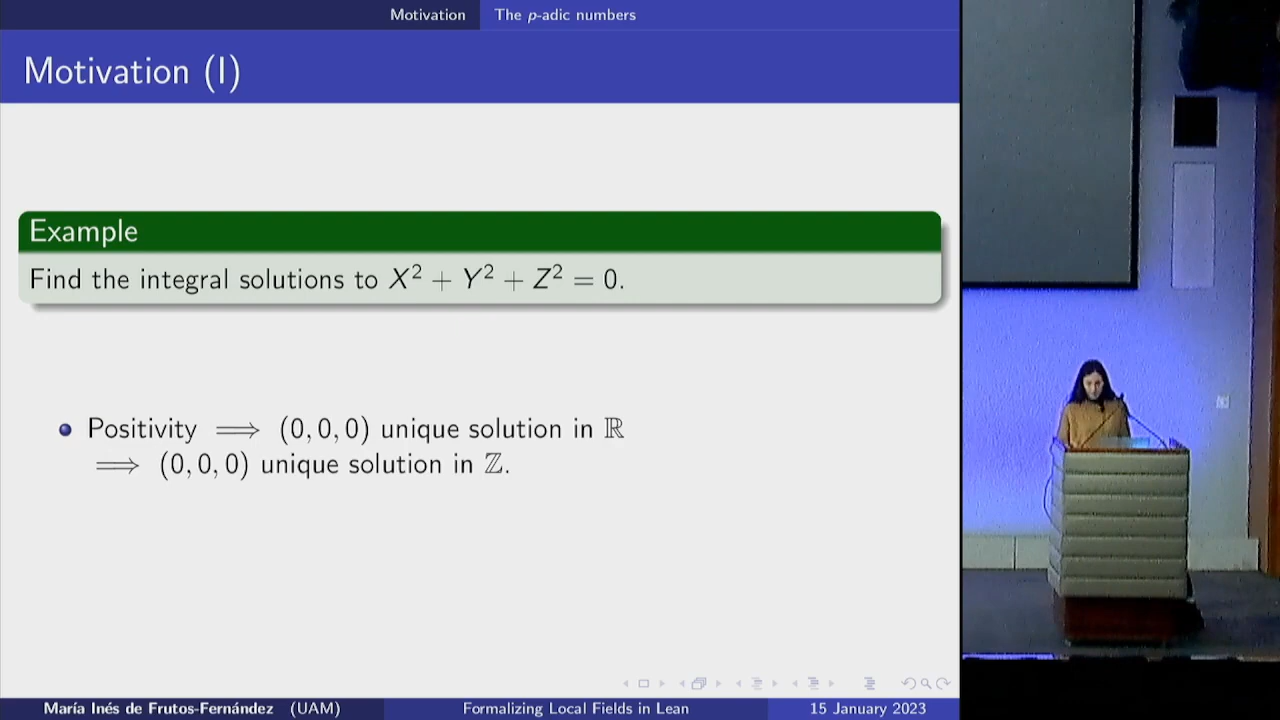 Motivation The p-adic numbers
Motivation (I)
Example
Find the integral solutions to X² + Y² + Z² = 0.
Positivity ⟹ (0, 0, 0) unique solution in ℝ
⟹ (0, 0, 0) unique solution in ℤ.
María Inés de Frutos-Fernández (UAM) Formalizing Local Fields in Lean 15 January 2023